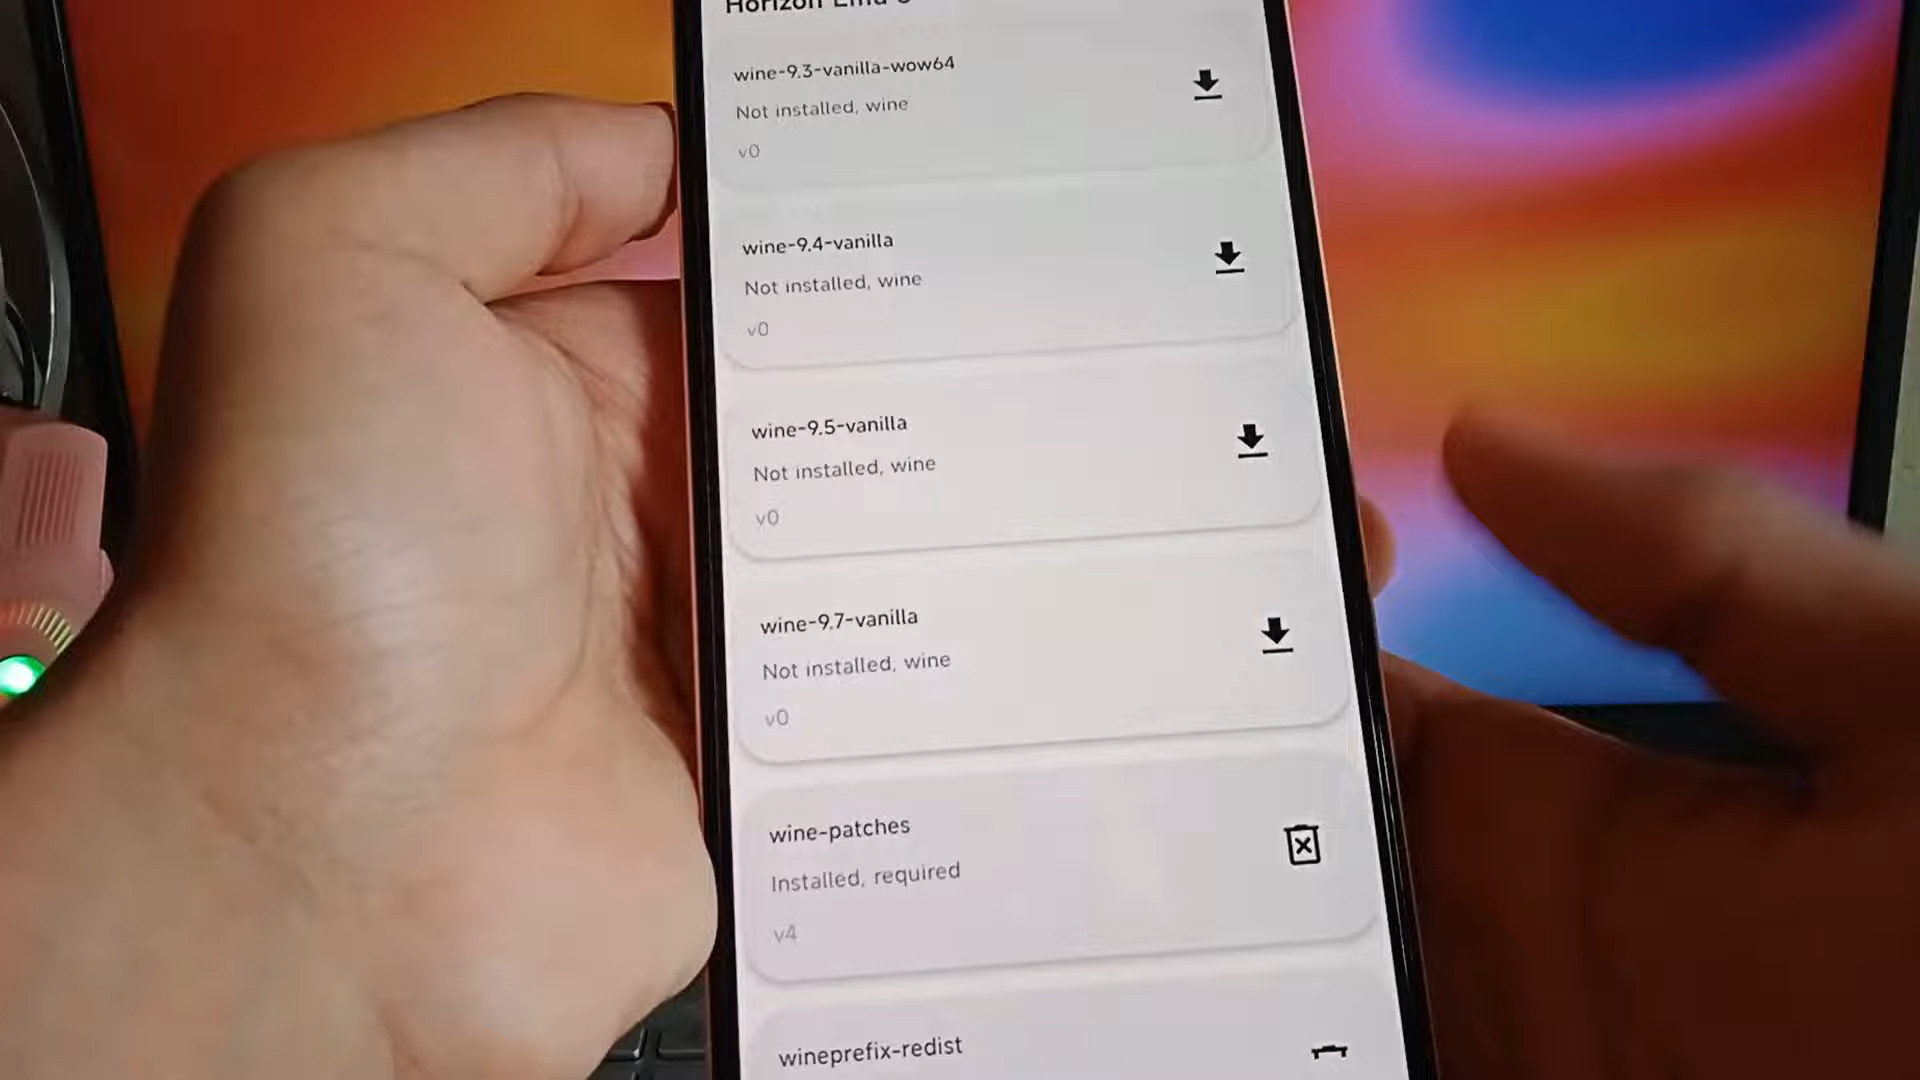 Horizon Emu
wine-9.3-vanilla-wow64
Not installed, wine
v0
wine-9.4-vanilla
Not installed, wine
v0
wine-9.5-vanilla
Not installed, wine
v0
wine-9.7-vanilla
Not installed, wine
v0
wine-patches
Installed, required
v4
wineprefix-redist